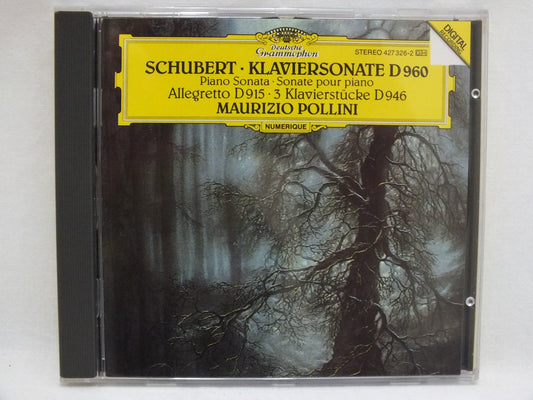 Deutsche
Grammophon
STEREO 427 326-2
DIGITAL
SCHUBERT · KLAVIERSONATE D 960
Piano Sonata · Sonate pour piano
Allegretto D 915 · 3 Klavierstücke D 946
MAURIZIO POLLINI
NUMERIQUE